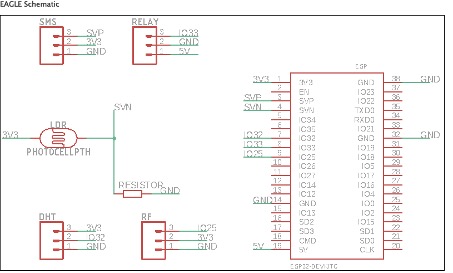 EAGLE Schematic
SMS
3 SVP
2 3V3
1 GND
RELAY
3 IO33
2 GND
1 5V
SVN
3V3
LDR
PHOTOCELLPTH
RESISTOR
GND
DHT
3 3V3
2 IO32
1 GND
RF
3 IO25
2 3V3
1 GND
ESP
3V3 1 3V3 GND 38 GND
2 EN IO23 37
SVP 3 SVP IO22 36
SVN 4 SVN TXD0 35
5 IO34 RXD0 34
6 IO35 IO21 33
IO32 7 IO32 GND 32 GND
IO33 8 IO33 IO19 31
IO25 9 IO25 IO18 30
10 IO26 IO5 29
11 IO27 IO17 28
12 IO14 IO16 27
13 IO12 IO4 26
GND 14 GND IO0 25
15 IO13 IO2 24
16 SD2 IO15 23
17 SD3 SD1 22
18 CMD SD0 21
5V 19 5V CLK 20
ESP32-DEVKITC